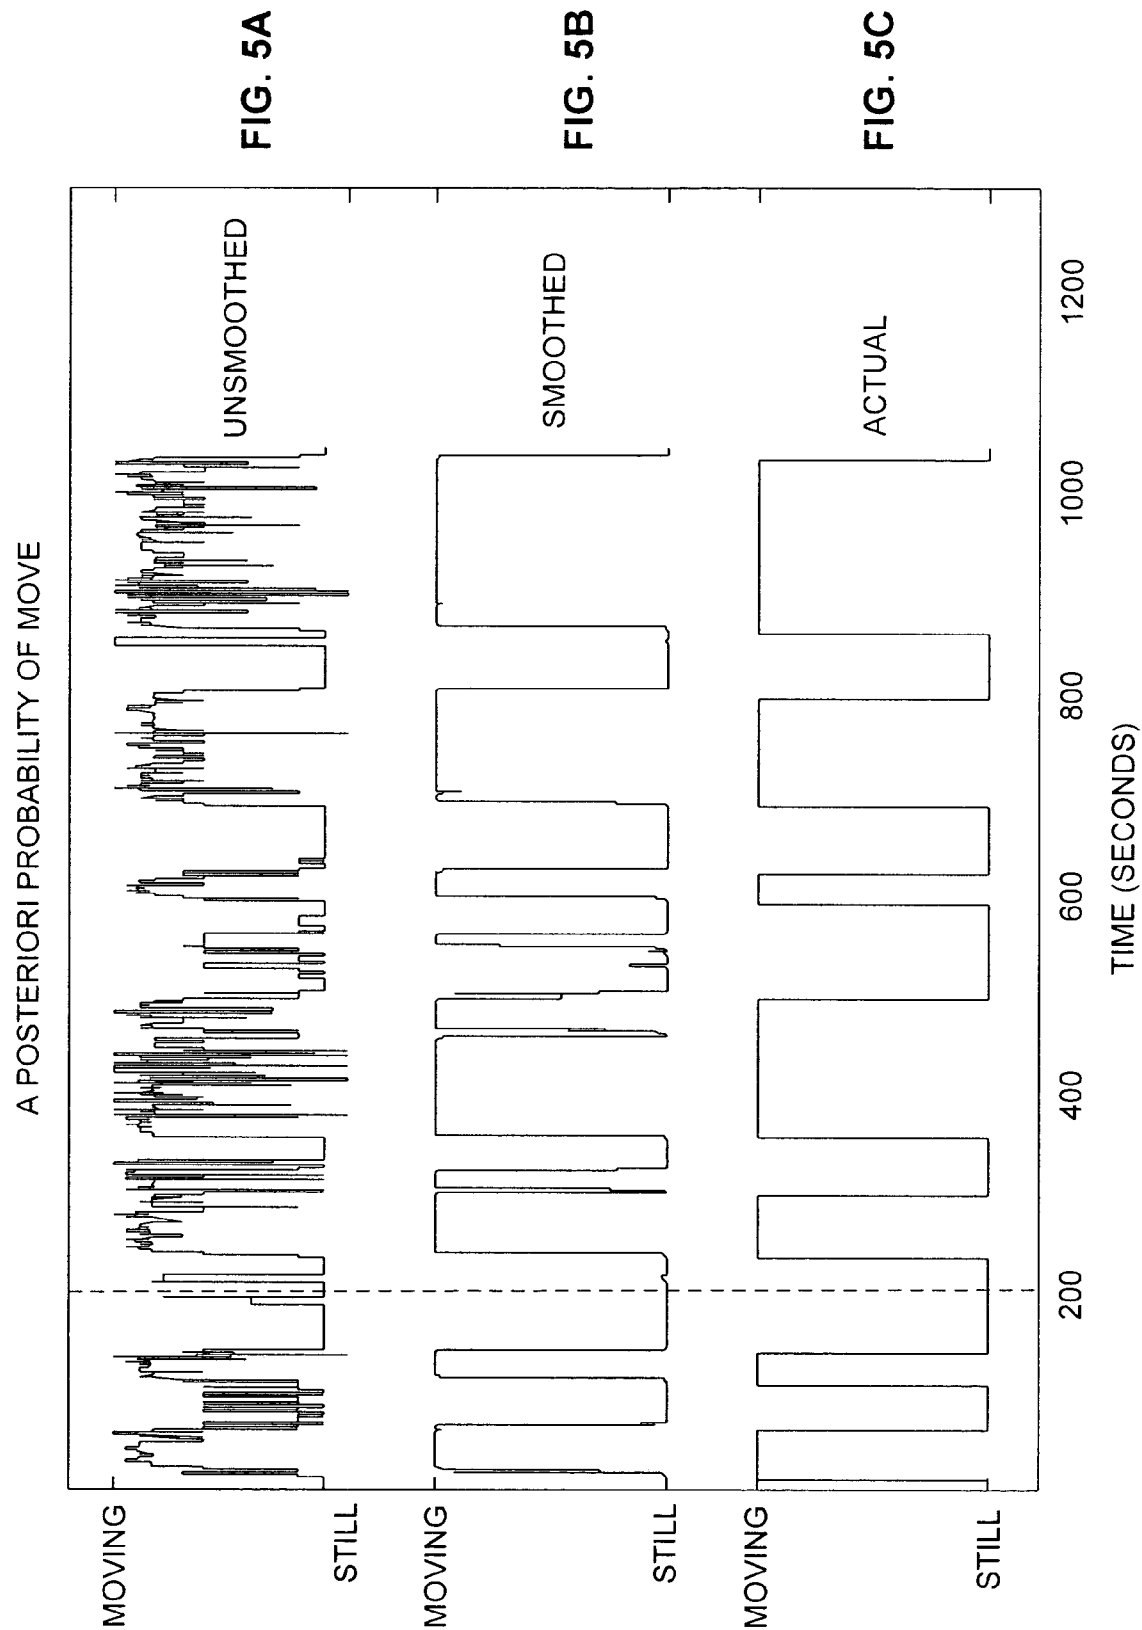 A POSTERIORI PROBABILITY OF MOVE
MOVING
STILL
UNSMOOTHED
FIG. 5A
MOVING
STILL
SMOOTHED
FIG. 5B
MOVING
STILL
ACTUAL
FIG. 5C
200 400 600 800 1000 1200
TIME (SECONDS)